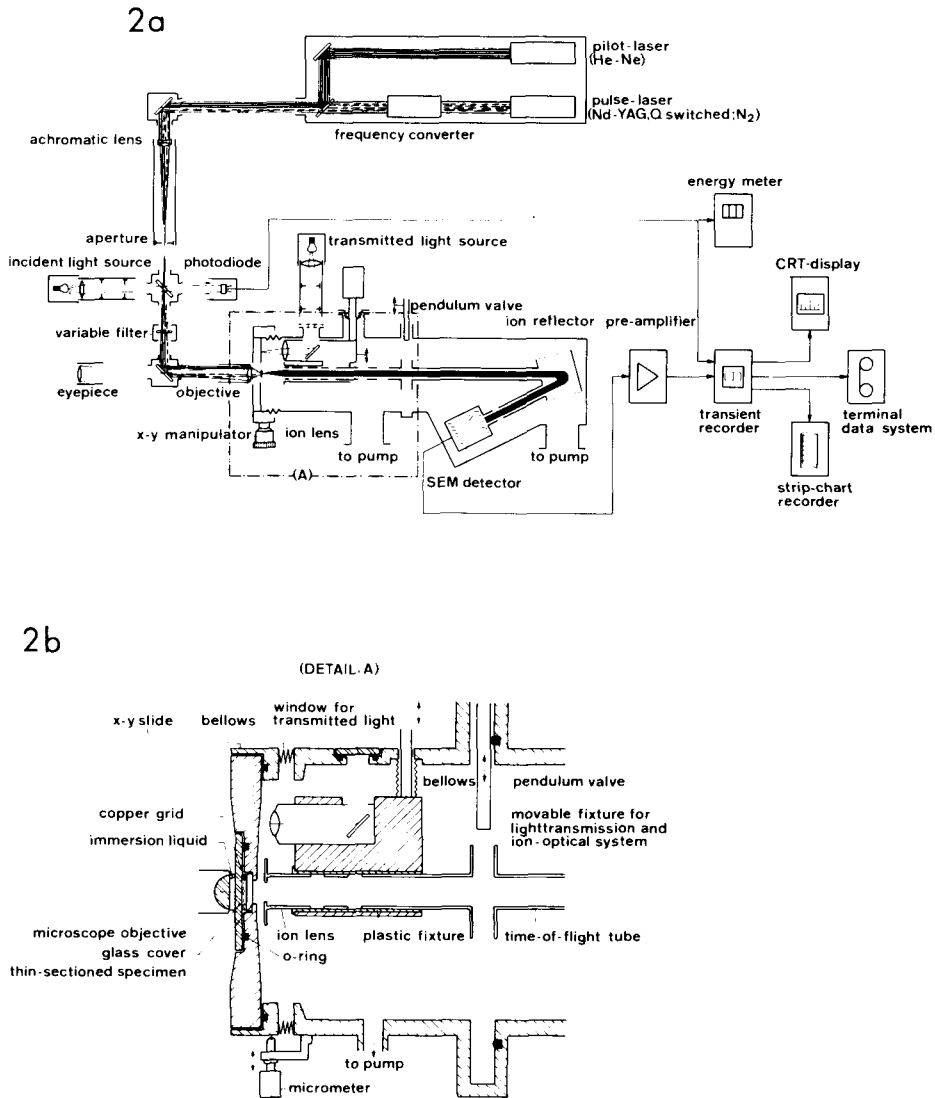 2a
pilot-laser
(He-Ne)
pulse-laser
(Nd-YAG,Q switched;N2)
frequency converter
achromatic lens
energy meter
aperture
transmitted light source
incident light source
photodiode
CRT-display
pendulum valve
ion reflector
pre-amplifier
variable filter
eyepiece
objective
transient
recorder
terminal
data system
x-y manipulator
ion lens
to pump
to pump
(A)
SEM detector
strip-chart
recorder
2b
(DETAIL-A)
window for
transmitted light
x-y slide
bellows
bellows
pendulum valve
copper grid
movable fixture for
lighttransmission and
ion-optical system
immersion liquid
microscope objective
ion lens
plastic fixture
time-of-flight tube
glass cover
o-ring
thin-sectioned specimen
to pump
micrometer